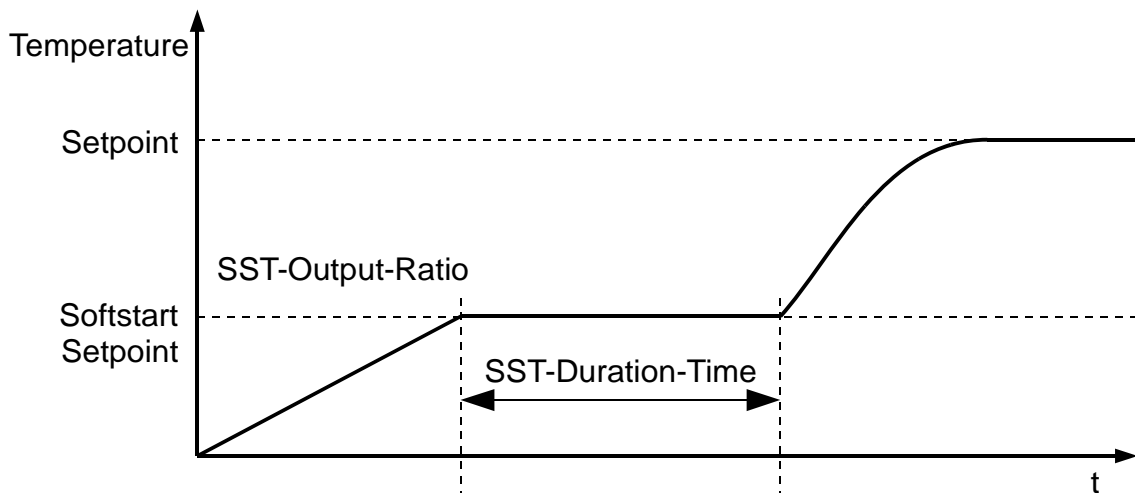 Temperature
Setpoint
SST-Output-Ratio
Softstart
Setpoint
SST-Duration-Time
t